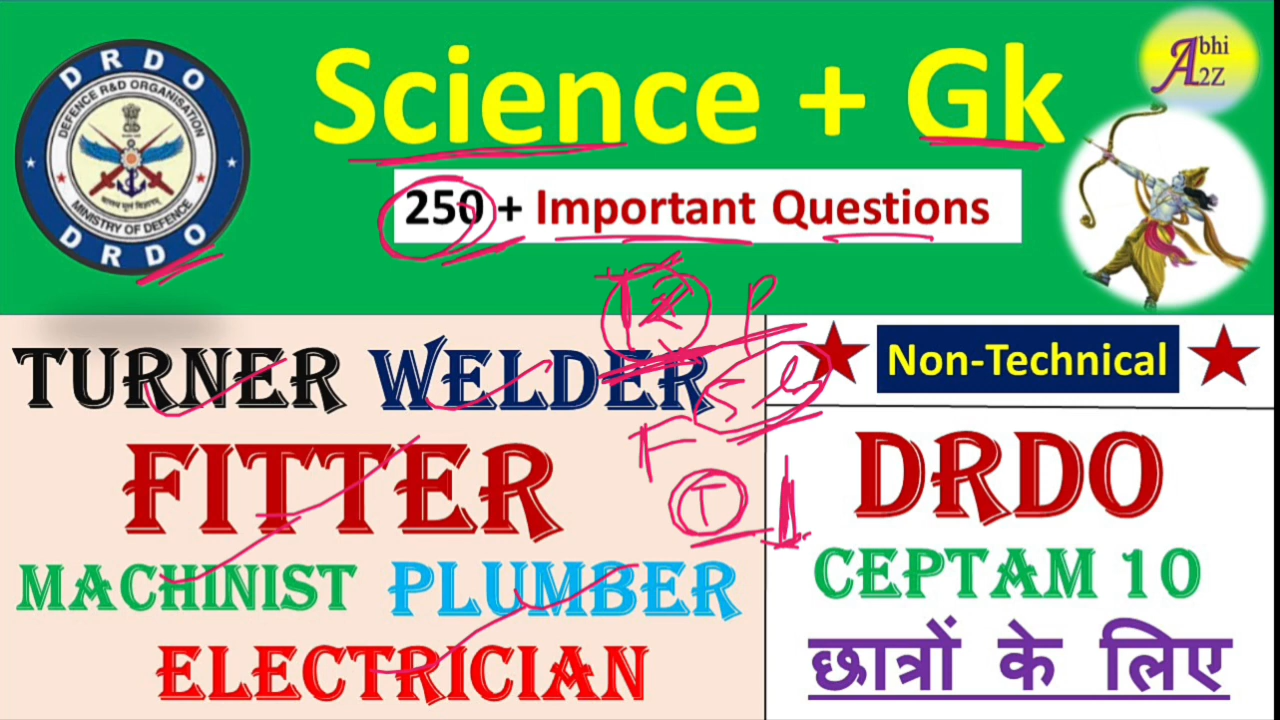 DRDO
DEFENCE R&D ORGANISATION
MINISTRY OF DEFENCE
DRDO
Science + Gk
Abhi
A2Z
250 + Important Questions
TURNER WELDER
FITTER
MACHINIST PLUMBER
ELECTRICIAN
Non-Technical
DRDO
CEPTAM 10
छात्रों के लिए
T